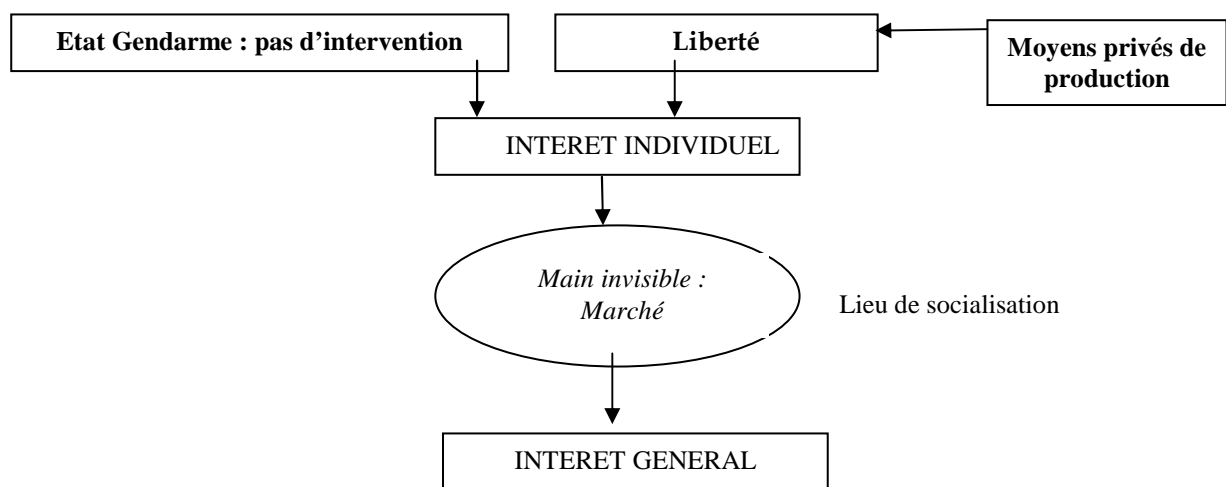 Etat Gendarme : pas d'intervention
Liberté
Moyens privés de
production
INTERET INDIVIDUEL
Main invisible :
Marché
Lieu de socialisation
INTERET GENERAL